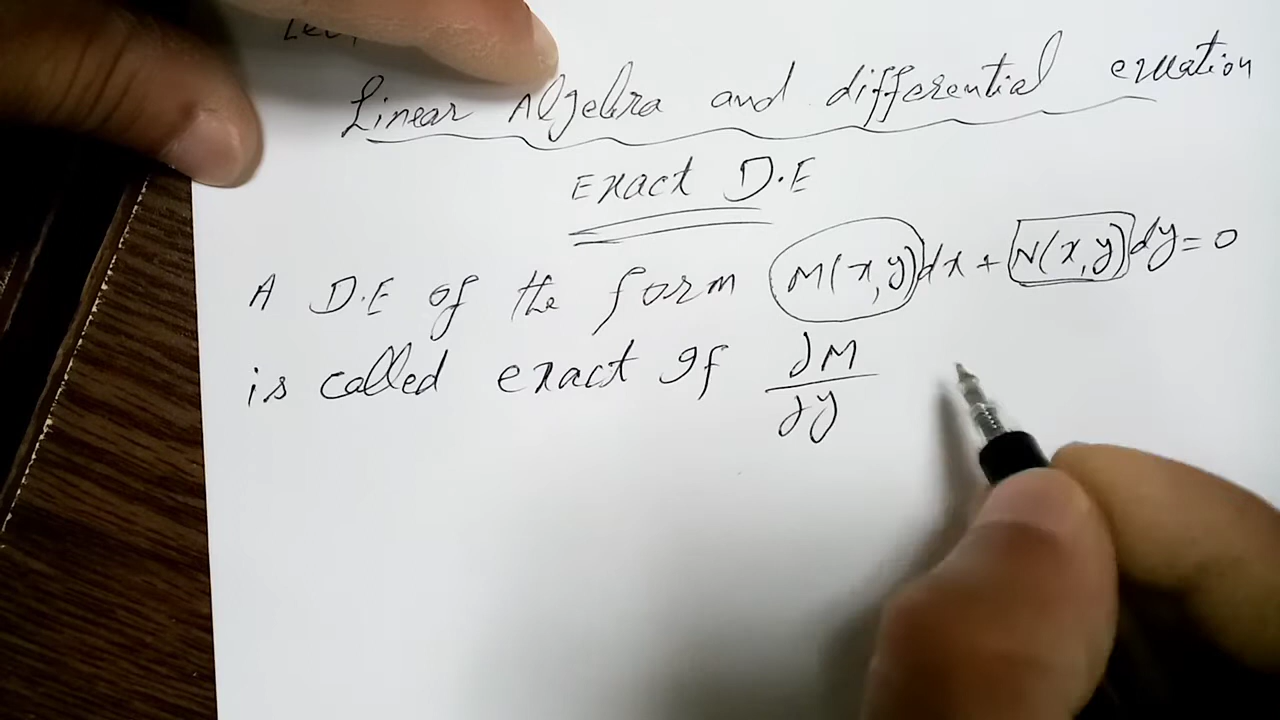 Linear Algebra and differential equation
Exact D.E
A D.E of the form M(x,y)dx + N(x,y)dy = 0
is called exact If ∂M/∂y